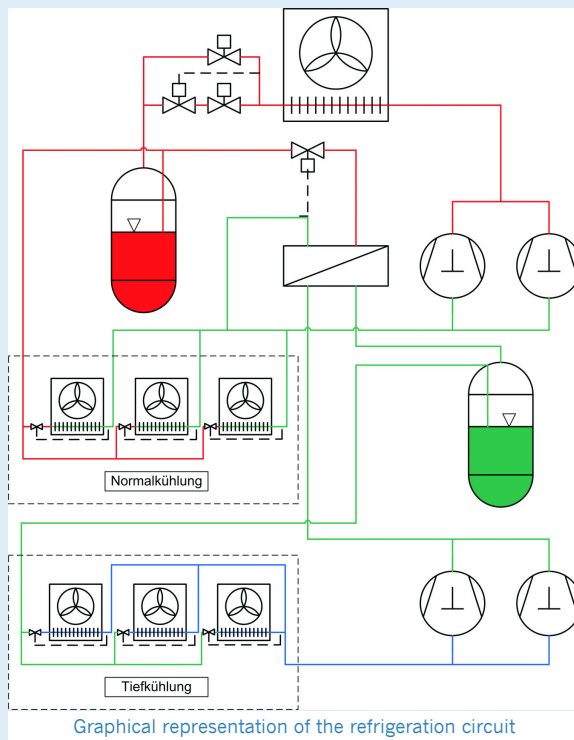 Normalkühlung
Tiefkühlung
Graphical representation of the refrigeration circuit